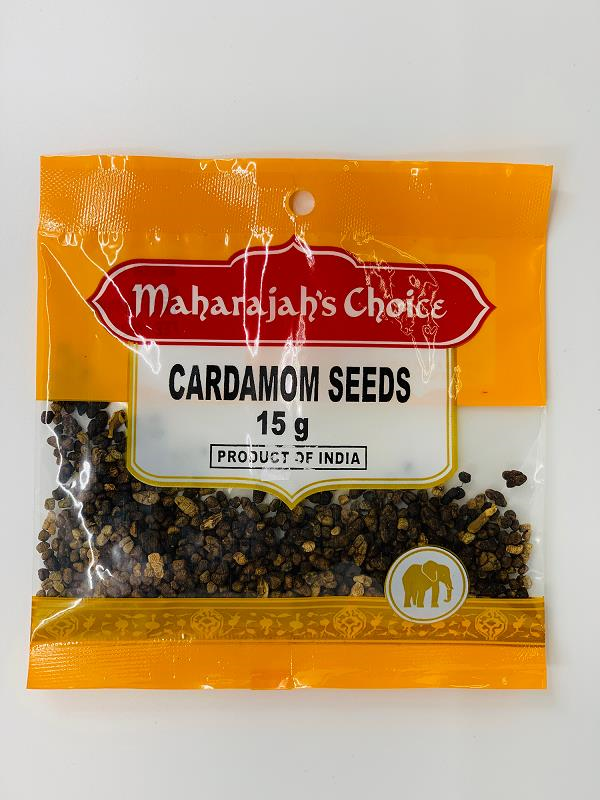 Maharajah's Choice
CARDAMOM SEEDS
15 g
PRODUCT OF INDIA